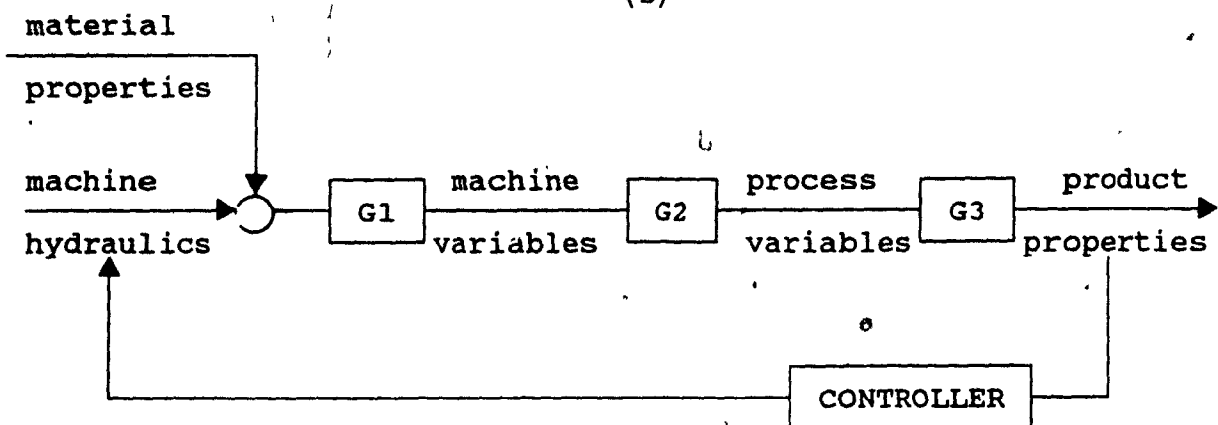 material
properties
machine
hydraulics
G1
machine
variables
G2
process
variables
G3
product
properties
CONTROLLER